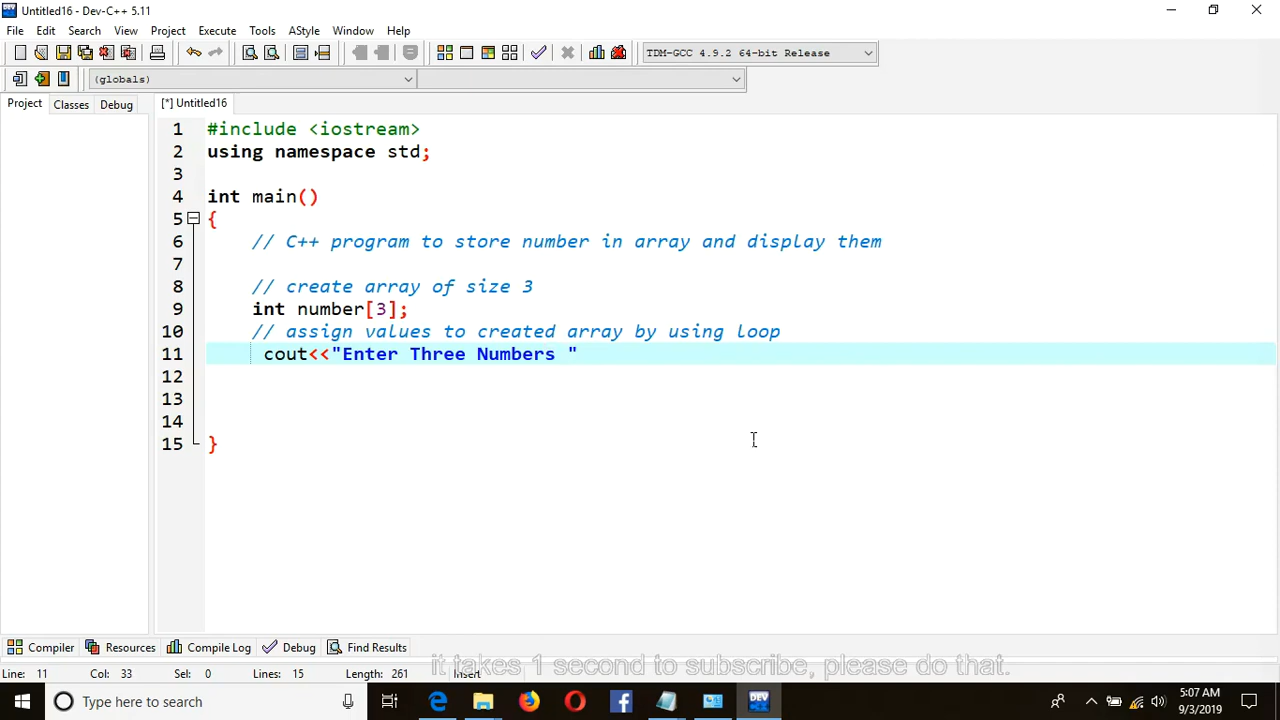 Untitled16 - Dev-C++ 5.11
File Edit Search View Project Execute Tools AStyle Window Help
TDM-GCC 4.9.2 64-bit Release
(globals)
Project Classes Debug [*] Untitled16
1 #include <iostream>
2 using namespace std;
3
4 int main()
5 {
6 // C++ program to store number in array and display them
7
8 // create array of size 3
9 int number[3];
10 // assign values to created array by using loop
11 cout<<"Enter Three Numbers "
12
13
14
15 }
Compiler Resources Compile Log Debug Find Results
it takes 1 second to subscribe, please do that.
Line: 11 Col: 33 Sel: 0 Lines: 15 Length: 261 Insert
Type here to search
DEV
5:07 AM
9/3/2019